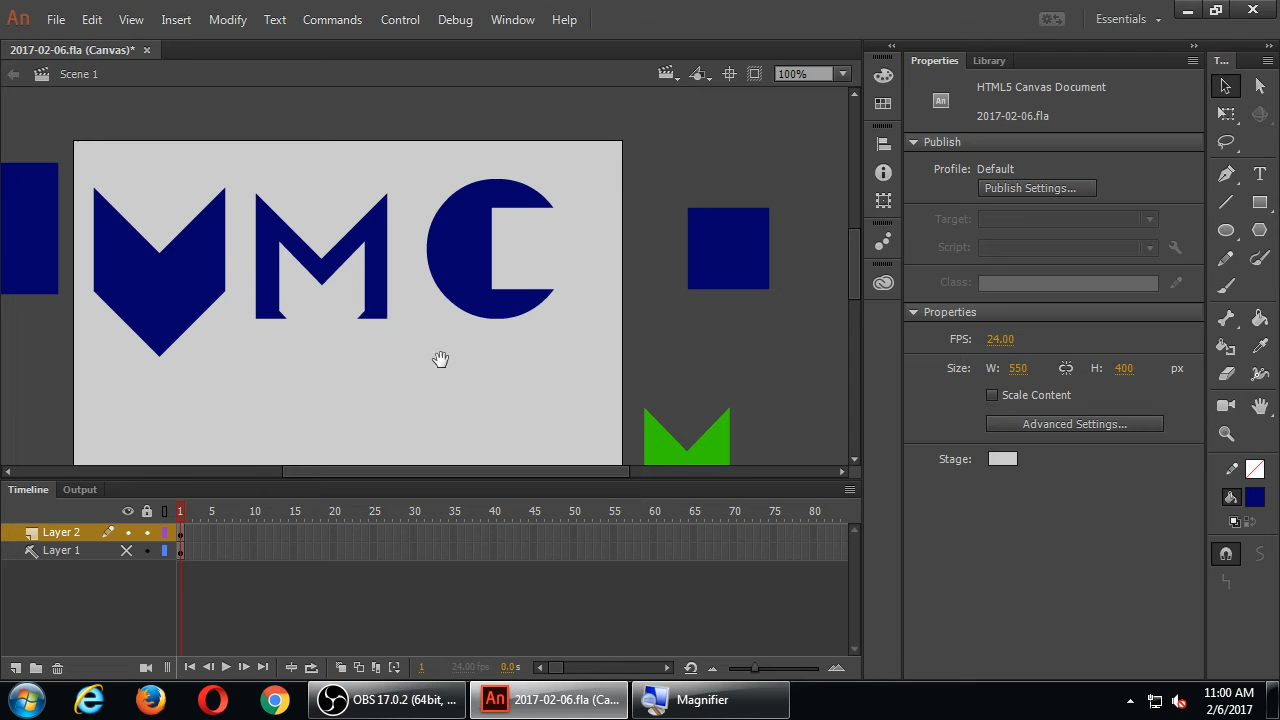 An File Edit View Insert Modify Text Commands Control Debug Window Help Essentials
2017-02-06.fla (Canvas)* ×
Scene 1 100%
MC
Properties Library
An HTML5 Canvas Document
2017-02-06.fla
Publish
Profile: Default
Publish Settings...
Target:
Script:
Class:
Properties
FPS: 24.00
Size: W: 550 H: 400 px
Scale Content
Advanced Settings...
Stage:
T...
T
Timeline Output
1 5 10 15 20 25 30 35 40 45 50 55 60 65 70 75 80
Layer 2
Layer 1
1 24.00 fps 0.0 s
OBS 17.0.2 (64bit, ... An 2017-02-06.fla (Ca... Magnifier
11:00 AM
2/6/2017